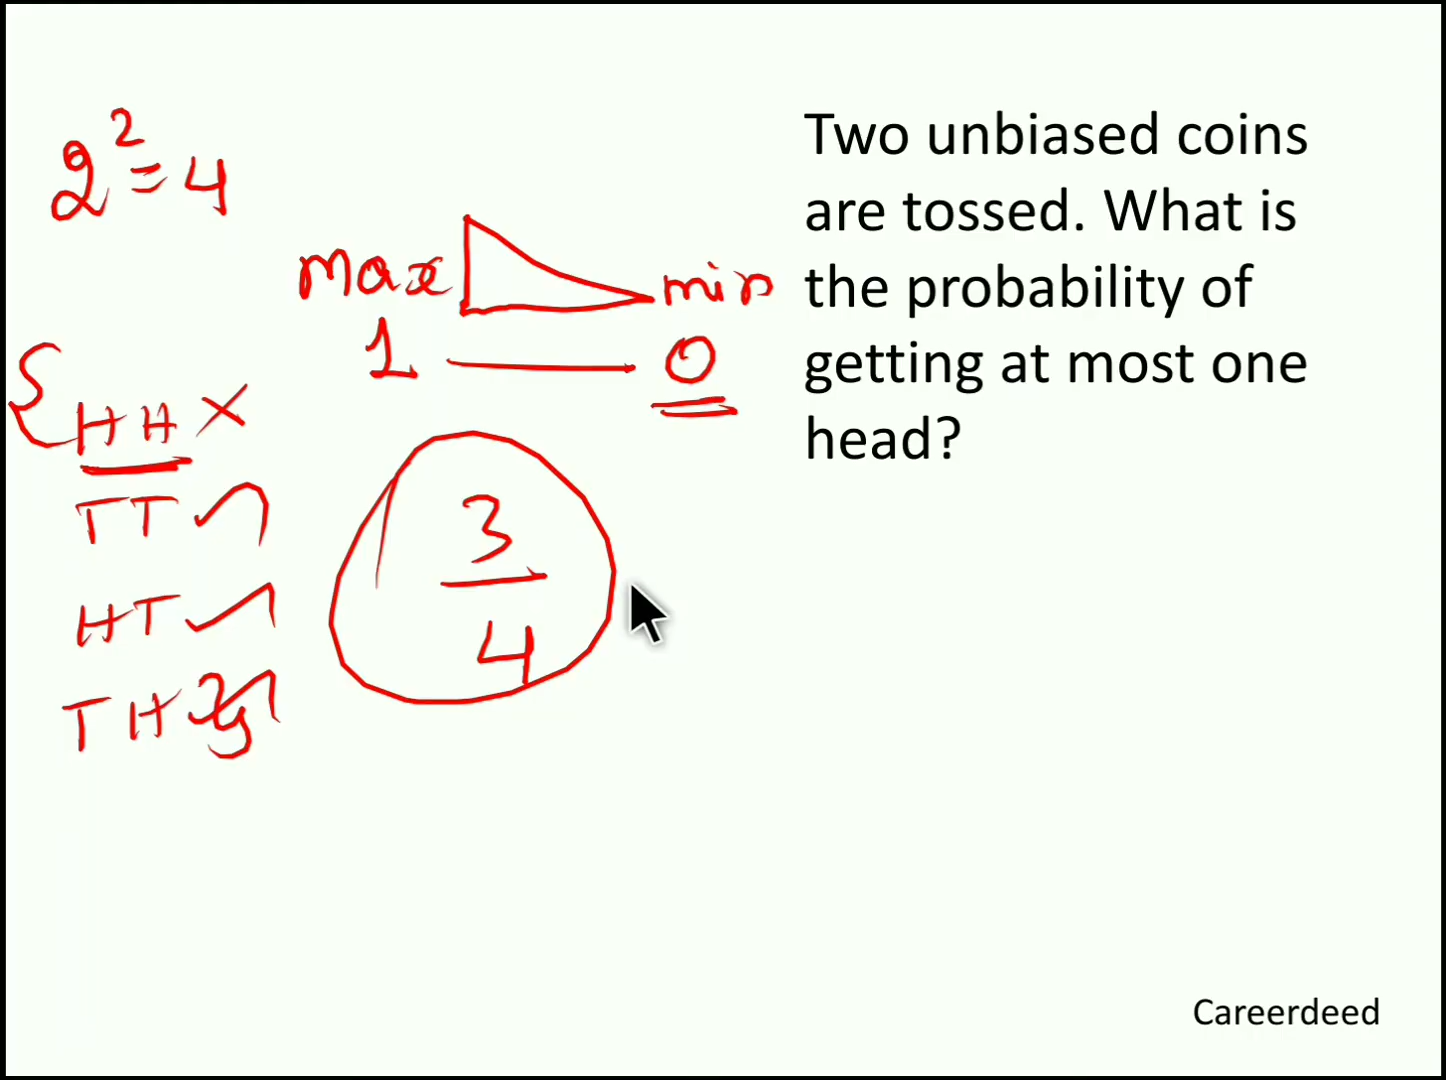 2² = 4
max min
1 0
{ HH ×
TT ✓
HT ✓
TH ✓ }
3
4
Two unbiased coins
are tossed. What is
the probability of
getting at most one
head?
Careerdeed